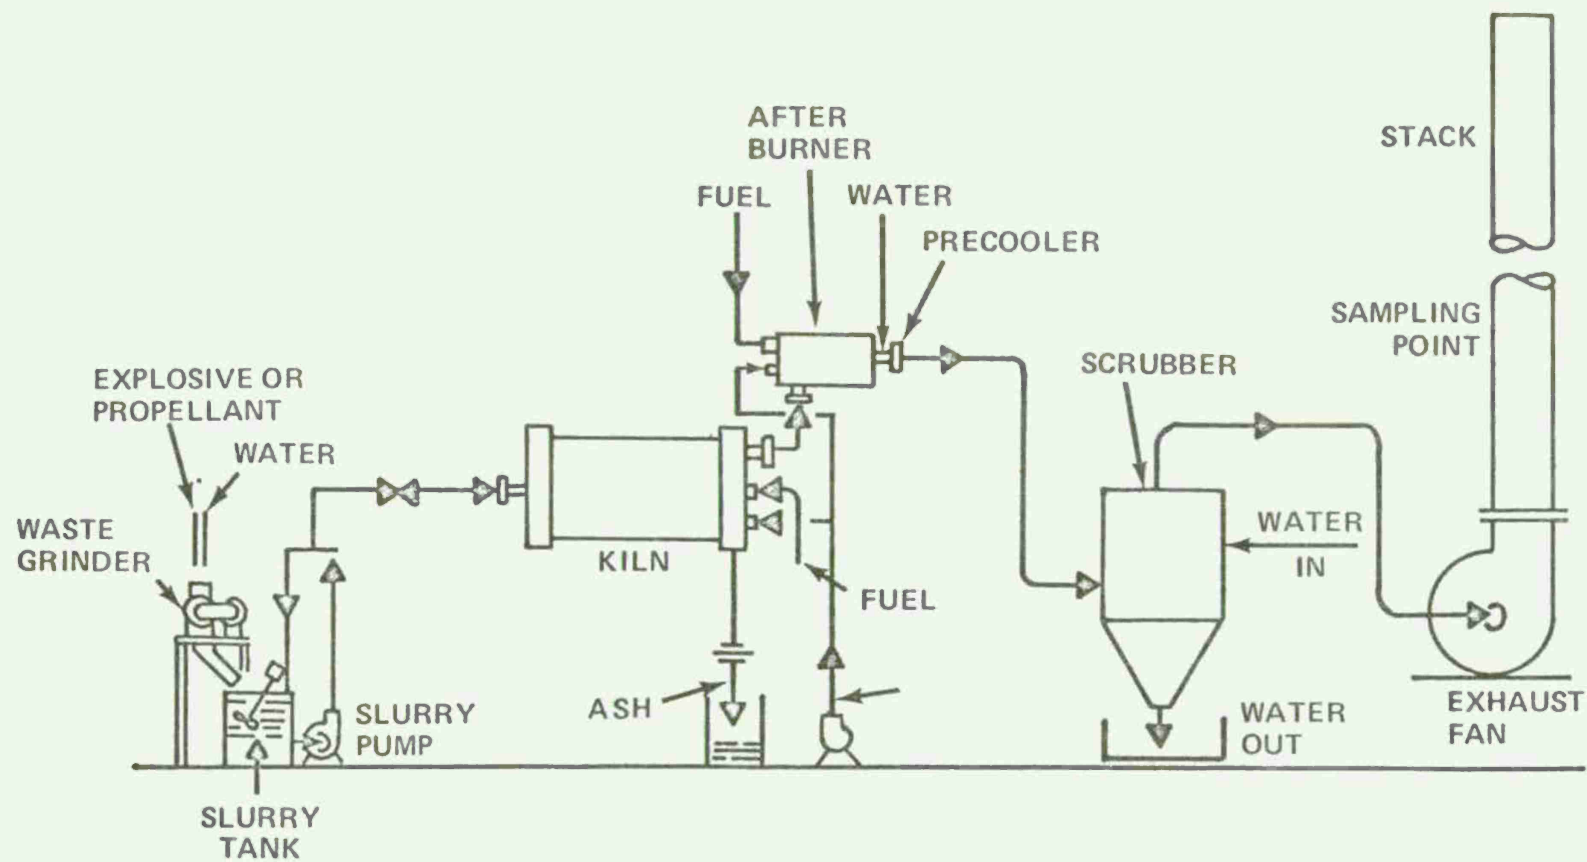 STACK
AFTER
BURNER
FUEL
WATER
PRECOOLER
SAMPLING
POINT
SCRUBBER
EXPLOSIVE OR
PROPELLANT
WATER
WASTE
GRINDER
KILN
FUEL
WATER
IN
ASH
SLURRY
PUMP
WATER
OUT
EXHAUST
FAN
SLURRY
TANK